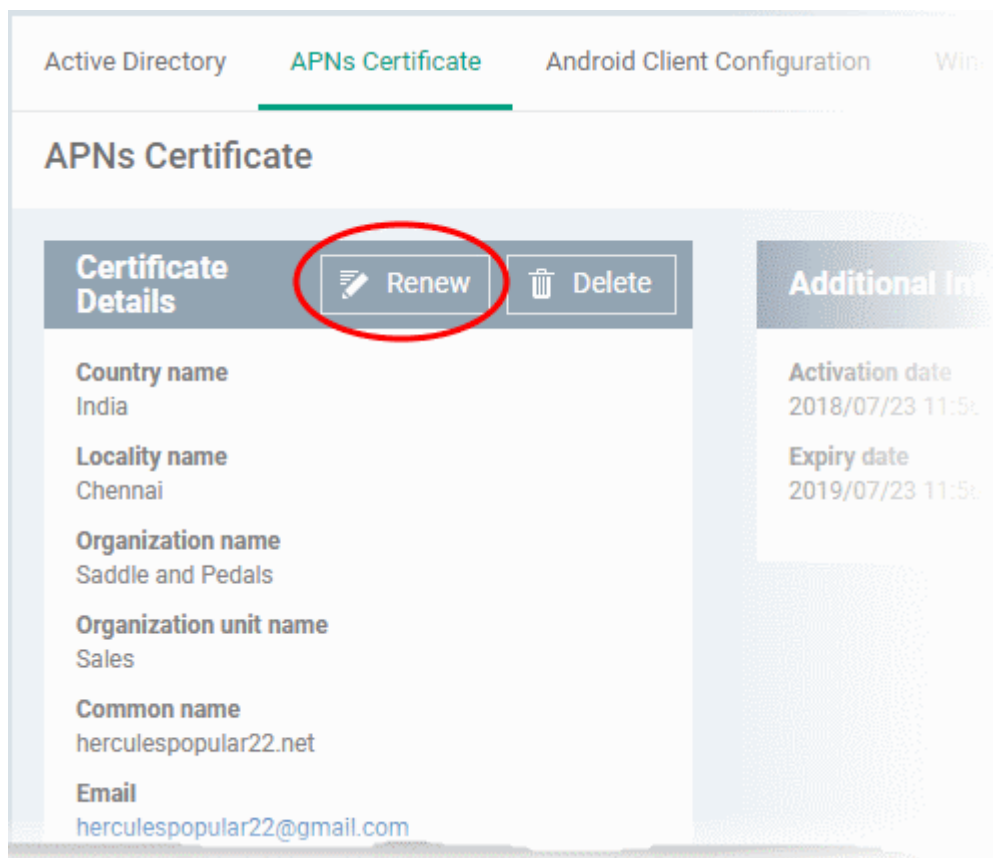 Active Directory APNs Certificate Android Client Configuration
APNs Certificate
Certificate Details
Renew
Delete
Additional
Country name
India
Locality name
Chennai
Organization name
Saddle and Pedals
Organization unit name
Sales
Common name
herculespopular22.net
Email
herculespopular22@gmail.com
Activation date
2018/07/23
Expiry date
2019/07/23